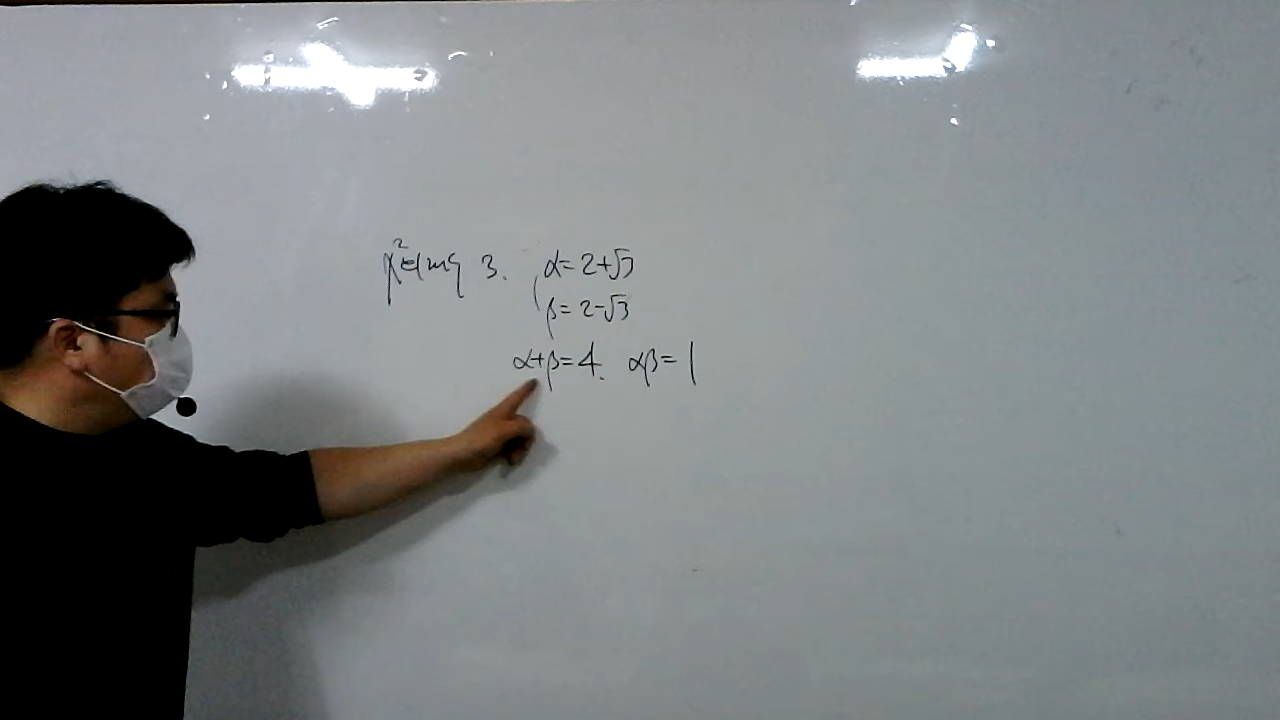 3. α=2+√3
β=2-√3
α+β=4. αβ=1